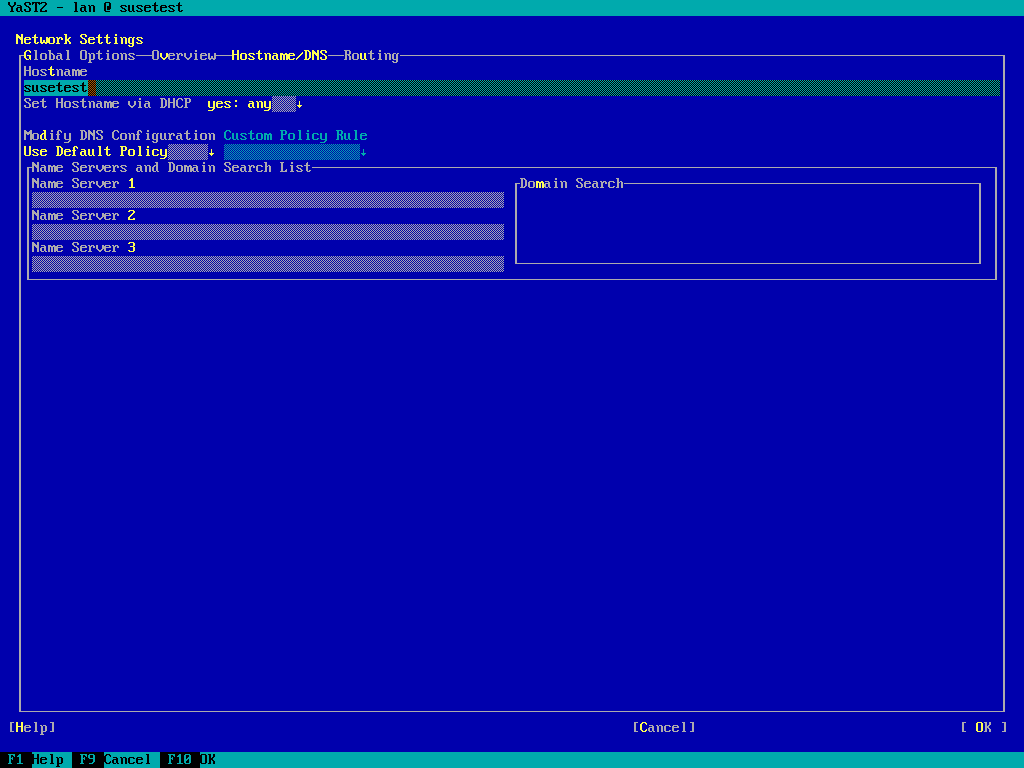 YaST2 - lan @ susetest
Network Settings
Global Options Overview Hostname/DNS Routing
Hostname
susetest
Set Hostname via DHCP yes: any ↓
Modify DNS Configuration Custom Policy Rule
Use Default Policy ↓ ↓
Name Servers and Domain Search List
Name Server 1 Domain Search
Name Server 2
Name Server 3
[Help] [Cancel] [ OK ]
F1 Help F9 Cancel F10 OK